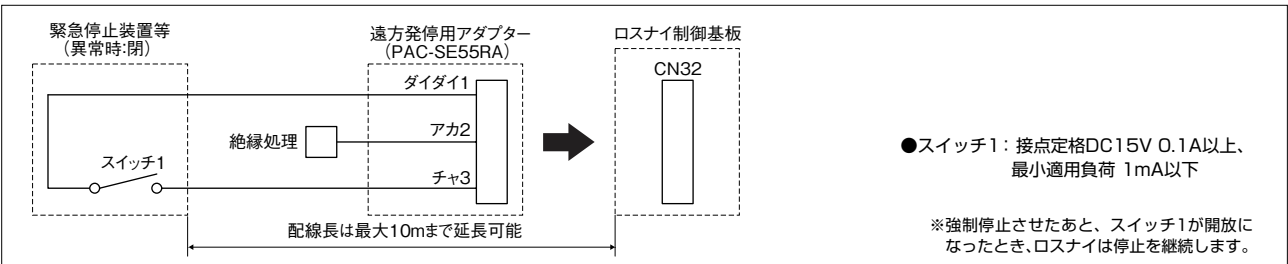 緊急停止装置等
（異常時:閉）
遠方発停用アダプター
（PAC-SE55RA）
ロスナイ制御基板
CN32
ダイダイ1
アカ2
絶縁処理
スイッチ1
チャ3
配線長は最大10mまで延長可能
●スイッチ1：接点定格DC15V 0.1A以上、
最小適用負荷 1mA以下
※強制停止させたあと、スイッチ1が開放に
なったとき、ロスナイは停止を継続します。